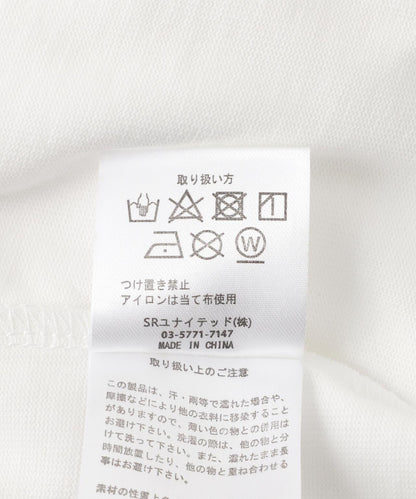 取り扱い方
W
つけ置き禁止
アイロンは当て布使用
SRユナイテッド(株)
03-5771-7147
MADE IN CHINA
取り扱い上のご注意
この製品は、汗・雨等で濡れた場合や、
摩擦などにより他の衣料に移染すること
がありますので、薄い色の物との併用は
お避け下さい。洗濯の際は、他の物と分
けて洗って下さい。また、濡れたまま長
時間放置したり、他の物と重ね合わせる
事はお避け下さい。
素材の性質上の